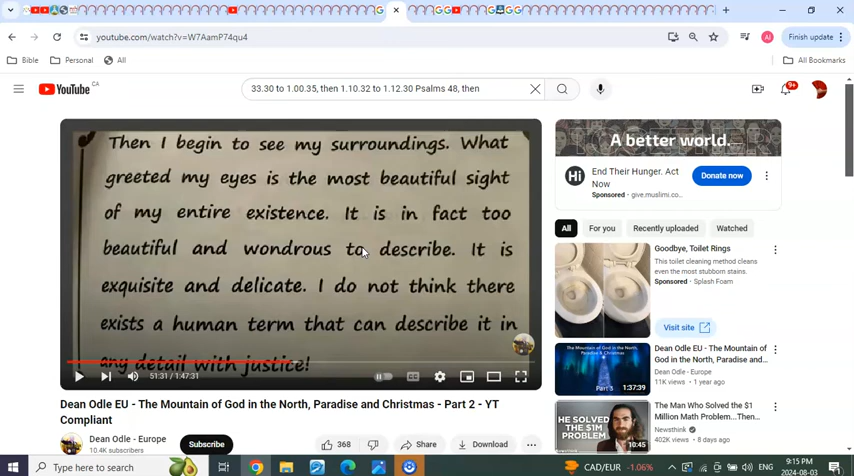 youtube.com/watch?v=W7AamP74qu4
Finish update
Bible
Personal
All
All Bookmarks
YouTube CA
33.30 to 1.00.35, then 1.10.32 to 1.12.30 Psalms 48, then
9+
Then I begin to see my surroundings. What
greeted my eyes is the most beautiful sight
of my entire existence. It is in fact too
beautiful and wondrous to describe. It is
exquisite and delicate. I do not think there
exists a human term that can describe it in
any detail with justice!
51:31 / 1:47:31
Dean Odle EU - The Mountain of God in the North, Paradise and Christmas - Part 2 - YT
Compliant
Dean Odle - Europe
10.4K subscribers
Subscribe
368
Share
Download
A better world.
Hi
End Their Hunger. Act
Now
Sponsored · give.muslimi.co...
Donate now
All
For you
Recently uploaded
Watched
Goodbye, Toilet Rings
This toilet cleaning method cleans
even the most stubborn stains.
Sponsored · Splash Foam
Visit site
Part 3
1:37:39
Dean Odle EU - The Mountain of
God in the North, Paradise and...
Dean Odle - Europe
11K views · 1 year ago
HE SOLVED
THE $1M
PROBLEM
10:45
The Man Who Solved the $1
Million Math Problem...Then...
Newsthink
402K views · 8 days ago
Type here to search
CAD/EUR -1.06%
9:15 PM
2024-08-03